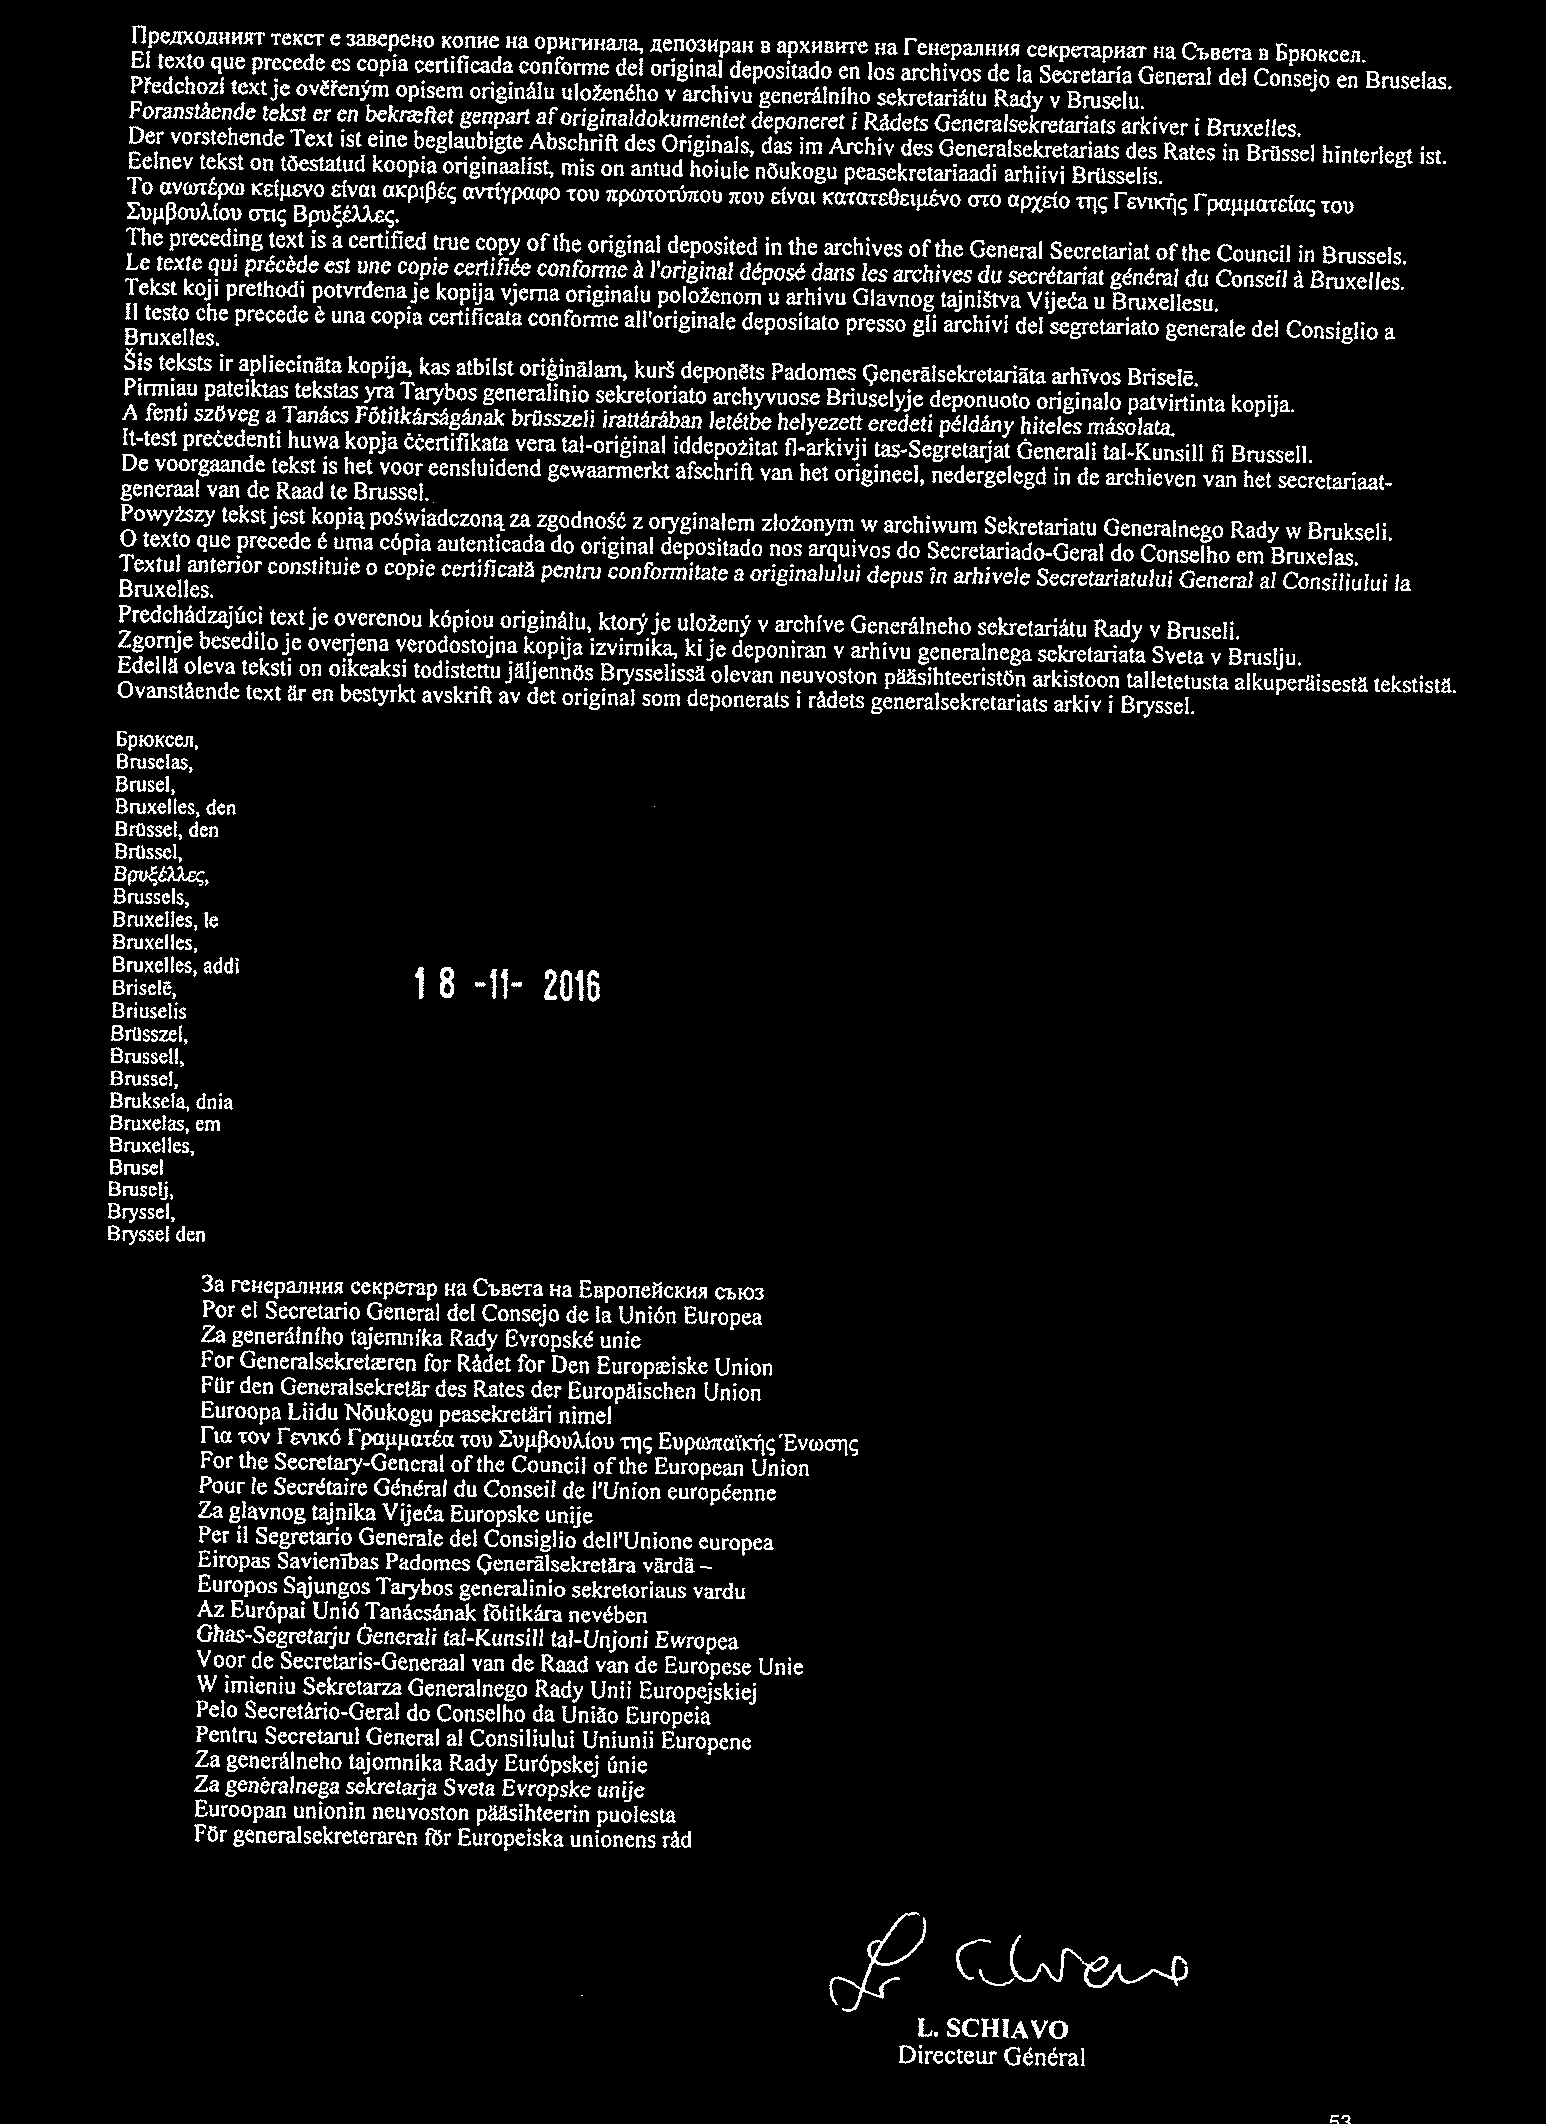 Предходният текст е заверено копие на оригинала, депозиран в архивите на Генералния секретариат на Съвета в Брюксел.
El texto que precede es copia certificada conforme del original depositado en los archivos de la Secretaría General del Consejo en Bruselas.
Předchozí text je ověřeným opisem originálu uloženého v archivu generálního sekretariátu Rady v Bruselu.
Foranstående tekst er en bekræftet genpart af originaldokumentet deponeret i Rådets Generalsekretariats arkiver i Bruxelles.
Der vorstehende Text ist eine beglaubigte Abschrift des Originals, das im Archiv des Generalsekretariats des Rates in Brüssel hinterlegt ist.
Eelnev tekst on tõestatud koopia originaalist, mis on antud hoiule nõukogu peasekretariaadi arhiivi Brüsselis.
Το ανωτέρω κείμενο είναι ακριβές αντίγραφο του πρωτοτύπου που είναι κατατεθειμένο στο αρχείο της Γενικής Γραμματείας του
Συμβουλίου στις Βρυξέλλες.
The preceding text is a certified true copy of the original deposited in the archives of the General Secretariat of the Council in Brussels.
Le texte qui précède est une copie certifiée conforme à l'original déposé dans les archives du secrétariat général du Conseil à Bruxelles.
Tekst koji prethodi potvrđena je kopija vjerna originalu položenom u arhivu Glavnog tajništva Vijeća u Bruxellesu.
Il testo che precede è una copia certificata conforme all'originale depositato presso gli archivi del segretariato generale del Consiglio a
Bruxelles.
Šis teksts ir apliecināta kopija, kas atbilst oriģinālam, kurš deponēts Padomes Ģenerālsekretariāta arhīvos Briselē.
Pirmiau pateiktas tekstas yra Tarybos generalinio sekretoriato archyvuose Briuselyje deponuoto originalo patvirtinta kopija.
A fenti szöveg a Tanács Főtitkárságának brüsszeli irattárában letétbe helyezett eredeti példány hiteles másolata.
It-test preċedenti huwa kopja ċċertifikata vera tal-oriġinal iddepożitat fl-arkivji tas-Segretarjat Ġenerali tal-Kunsill fi Brussell.
De voorgaande tekst is het voor eensluidend gewaarmerkt afschrift van het origineel, nedergelegd in de archieven van het secretariaat-
generaal van de Raad te Brussel.
Powyższy tekst jest kopią poświadczoną za zgodność z oryginałem złożonym w archiwum Sekretariatu Generalnego Rady w Brukseli.
O texto que precede é uma cópia autenticada do original depositado nos arquivos do Secretariado-Geral do Conselho em Bruxelas.
Textul anterior constituie o copie certificată pentru conformitate a originalului depus în arhivele Secretariatului General al Consiliului la
Bruxelles.
Predchádzajúci text je overenou kópiou originálu, ktorý je uložený v archíve Generálneho sekretariátu Rady v Bruseli.
Zgornje besedilo je overjena verodostojna kopija izvirnika, ki je deponiran v arhivu generalnega sekretariata Sveta v Bruslju.
Edellä oleva teksti on oikeaksi todistettu jäljennös Brysselissä olevan neuvoston pääsihteeristön arkistoon talletetusta alkuperäisestä tekstistä.
Ovanstående text är en bestyrkt avskrift av det original som deponerats i rådets generalsekretariats arkiv i Bryssel.
Брюксел,
Bruselas,
Brusel,
Bruxelles, den
Brüssel, den
Brüssel,
Βρυξέλλες,
Brussels,
Bruxelles, le
Bruxelles,
Bruxelles, addì
Briselē,
Briuselis
Brüsszel,
Brussell,
Brussel,
Bruksela, dnia
Bruxelas, em
Bruxelles,
Brusel
Bruselj,
Bryssel,
Bryssel den
18 -11- 2016
За генералния секретар на Съвета на Европейския съюз
Por el Secretario General del Consejo de la Unión Europea
Za generálního tajemníka Rady Evropské unie
For Generalsekretæren for Rådet for Den Europæiske Union
Für den Generalsekretär des Rates der Europäischen Union
Euroopa Liidu Nõukogu peasekretäri nimel
Για τον Γενικό Γραμματέα του Συμβουλίου της Ευρωπαϊκής Ένωσης
For the Secretary-General of the Council of the European Union
Pour le Secrétaire Général du Conseil de l'Union européenne
Za glavnog tajnika Vijeća Europske unije
Per il Segretario Generale del Consiglio dell'Unione europea
Eiropas Savienības Padomes Ģenerālsekretāra vārdā –
Europos Sąjungos Tarybos generalinio sekretoriaus vardu
Az Európai Unió Tanácsának főtitkára nevében
Għas-Segretarju Ġenerali tal-Kunsill tal-Unjoni Ewropea
Voor de Secretaris-Generaal van de Raad van de Europese Unie
W imieniu Sekretarza Generalnego Rady Unii Europejskiej
Pelo Secretário-Geral do Conselho da União Europeia
Pentru Secretarul General al Consiliului Uniunii Europene
Za generálneho tajomníka Rady Európskej únie
Za generalnega sekretarja Sveta Evropske unije
Euroopan unionin neuvoston pääsihteerin puolesta
För generalsekreteraren för Europeiska unionens råd
L. SCHIAVO
Directeur Général
53